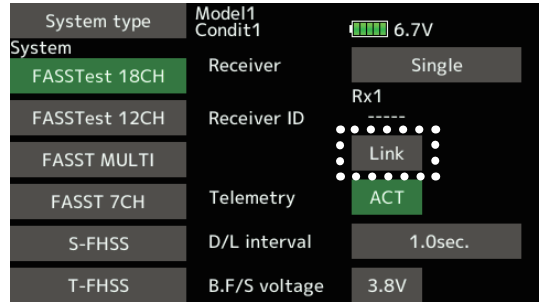 System type
Model1
Condit1
6.7V
System
FASSTest 18CH
FASSTest 12CH
FASST MULTI
FASST 7CH
S-FHSS
T-FHSS
Receiver
Single
Rx1
Receiver ID
-----
Link
Telemetry
ACT
D/L interval
1.0sec.
B.F/S voltage
3.8V